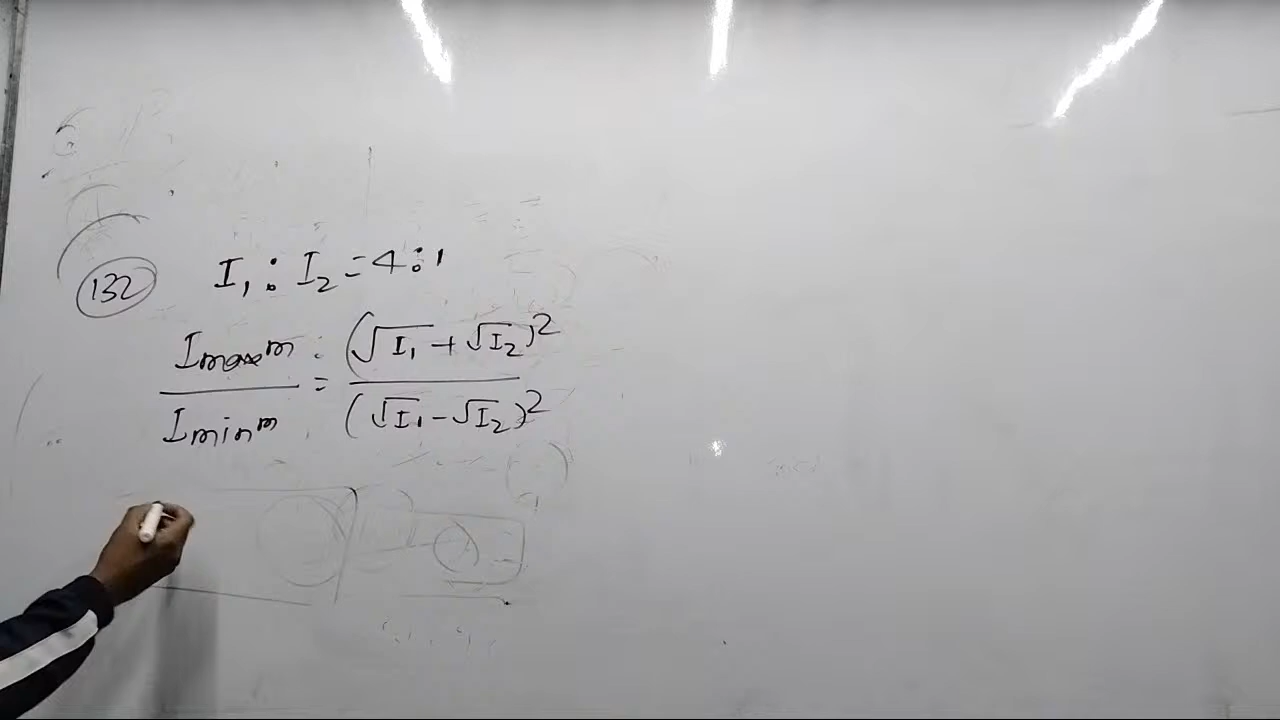 132 I₁ : I₂ = 4 : 1
Imaxm / Iminm = (√I₁ + √I₂)² / (√I₁ - √I₂)²